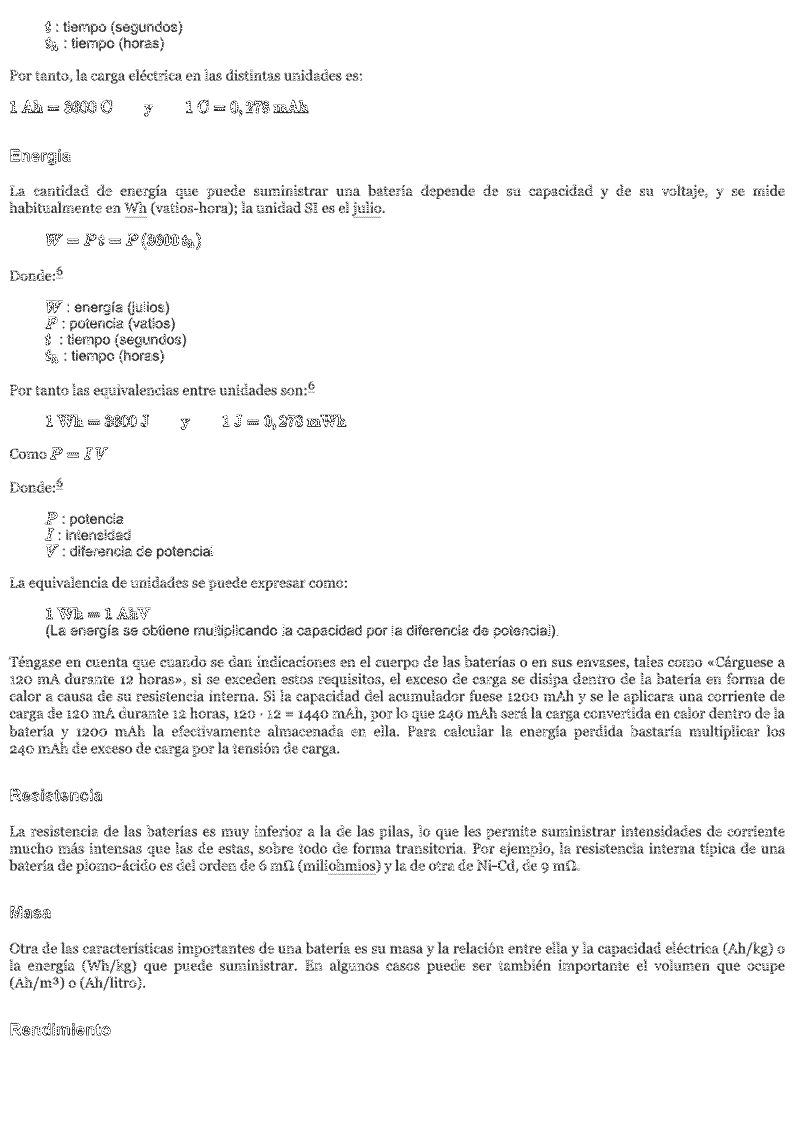 t : tiempo (segundos)
tₕ : tiempo (horas)
Por tanto, la carga eléctrica en las distintas unidades es:
1 Ah = 3600 C y 1 C = 0,278 mAh
Energía
La cantidad de energía que puede suministrar una batería depende de su capacidad y de su voltaje, y se mide
habitualmente en Wh (vatios-hora); la unidad SI es el julio.
W = P t = P (3600 tₕ)
Donde:⁶
W : energía (julios)
P : potencia (vatios)
t : tiempo (segundos)
tₕ : tiempo (horas)
Por tanto las equivalencias entre unidades son:⁶
1 Wh = 3600 J y 1 J = 0,278 mWh
Como P = I V
Donde:⁶
P : potencia
I : intensidad
V : diferencia de potencial
La equivalencia de unidades se puede expresar como:
1 Wh = 1 AhV
(La energía se obtiene multiplicando la capacidad por la diferencia de potencial).
Téngase en cuenta que cuando se dan indicaciones en el cuerpo de las baterías o en sus envases, tales como «Cárguese a
120 mA durante 12 horas», si se exceden estos requisitos, el exceso de carga se disipa dentro de la batería en forma de
calor a causa de su resistencia interna. Si la capacidad del acumulador fuese 1200 mAh y se le aplicara una corriente de
carga de 120 mA durante 12 horas, 120 · 12 = 1440 mAh, por lo que 240 mAh será la carga convertida en calor dentro de la
batería y 1200 mAh la efectivamente almacenada en ella. Para calcular la energía perdida bastaría multiplicar los
240 mAh de exceso de carga por la tensión de carga.
Resistencia
La resistencia de las baterías es muy inferior a la de las pilas, lo que les permite suministrar intensidades de corriente
mucho más intensas que las de estas, sobre todo de forma transitoria. Por ejemplo, la resistencia interna típica de una
batería de plomo-ácido es del orden de 6 mΩ (miliohmios) y la de otra de Ni-Cd, de 9 mΩ.
Masa
Otra de las características importantes de una batería es su masa y la relación entre ella y la capacidad eléctrica (Ah/kg) o
la energía (Wh/kg) que puede suministrar. En algunos casos puede ser también importante el volumen que ocupe
(Ah/m³) o (Ah/litro).
Rendimiento